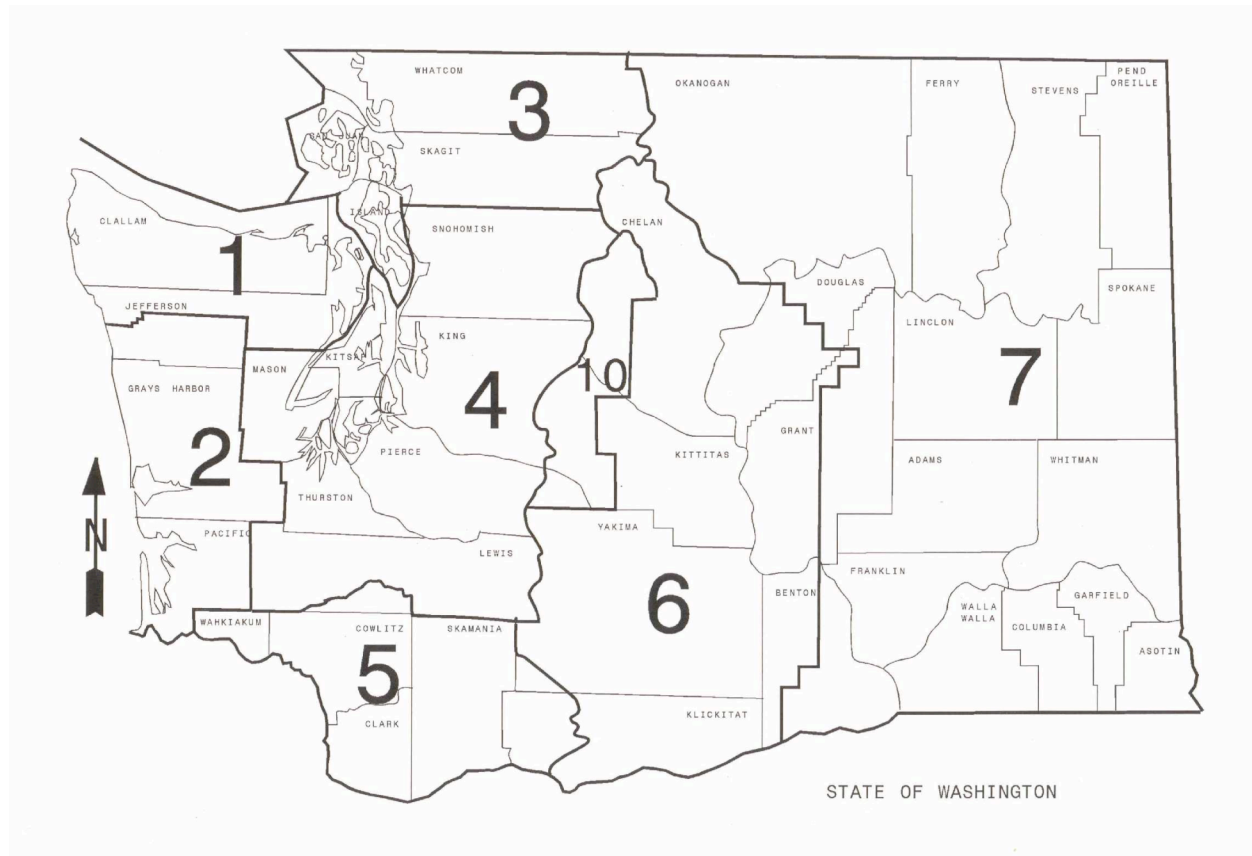 WHATCOM
3
OKANOGAN
FERRY
STEVENS
PEND
OREILLE
SAN JUAN
SKAGIT
CLALLAM
ISLAND
SNOHOMISH
CHELAN
1
DOUGLAS
SPOKANE
JEFFERSON
LINCLON
KING
MASON
KITSAP
10
7
GRAYS HARBOR
4
2
GRANT
PIERCE
KITTITAS
ADAMS
WHITMAN
THURSTON
N
PACIFIC
YAKIMA
LEWIS
6
BENTON
FRANKLIN
GARFIELD
WALLA
WALLA
COLUMBIA
WAHKIAKUM
COWLITZ
SKAMANIA
ASOTIN
5
CLARK
KLICKITAT
STATE OF WASHINGTON